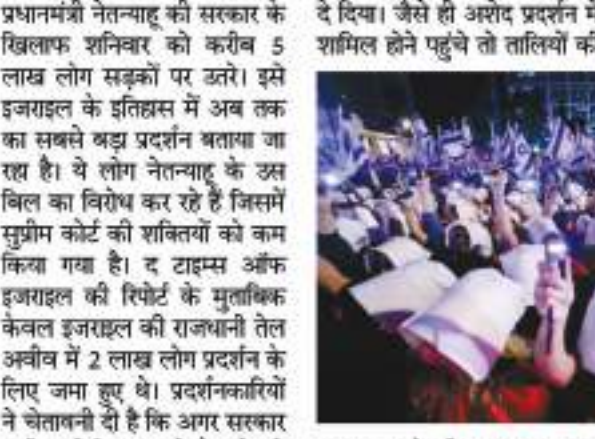 प्रधानमंत्री नेतन्याहू की सरकार के
खिलाफ शनिवार को करीब 5
लाख लोग सड़कों पर उतरे। इसे
इजराइल के इतिहास में अब तक
का सबसे बड़ा प्रदर्शन बताया जा
रहा है। ये लोग नेतन्याहू के उस
बिल का विरोध कर रहे हैं जिसमें
सुप्रीम कोर्ट की शक्तियों को कम
किया गया है। द टाइम्स ऑफ
इजराइल की रिपोर्ट के मुताबिक
केवल इजराइल की राजधानी तेल
अवीव में 2 लाख लोग प्रदर्शन के
लिए जमा हुए थे। प्रदर्शनकारियों
ने चेतावनी दी है कि अगर सरकार
दे दिया। जैसे ही अशेद प्रदर्शन में
शामिल होने पहुंचे तो तालियों की